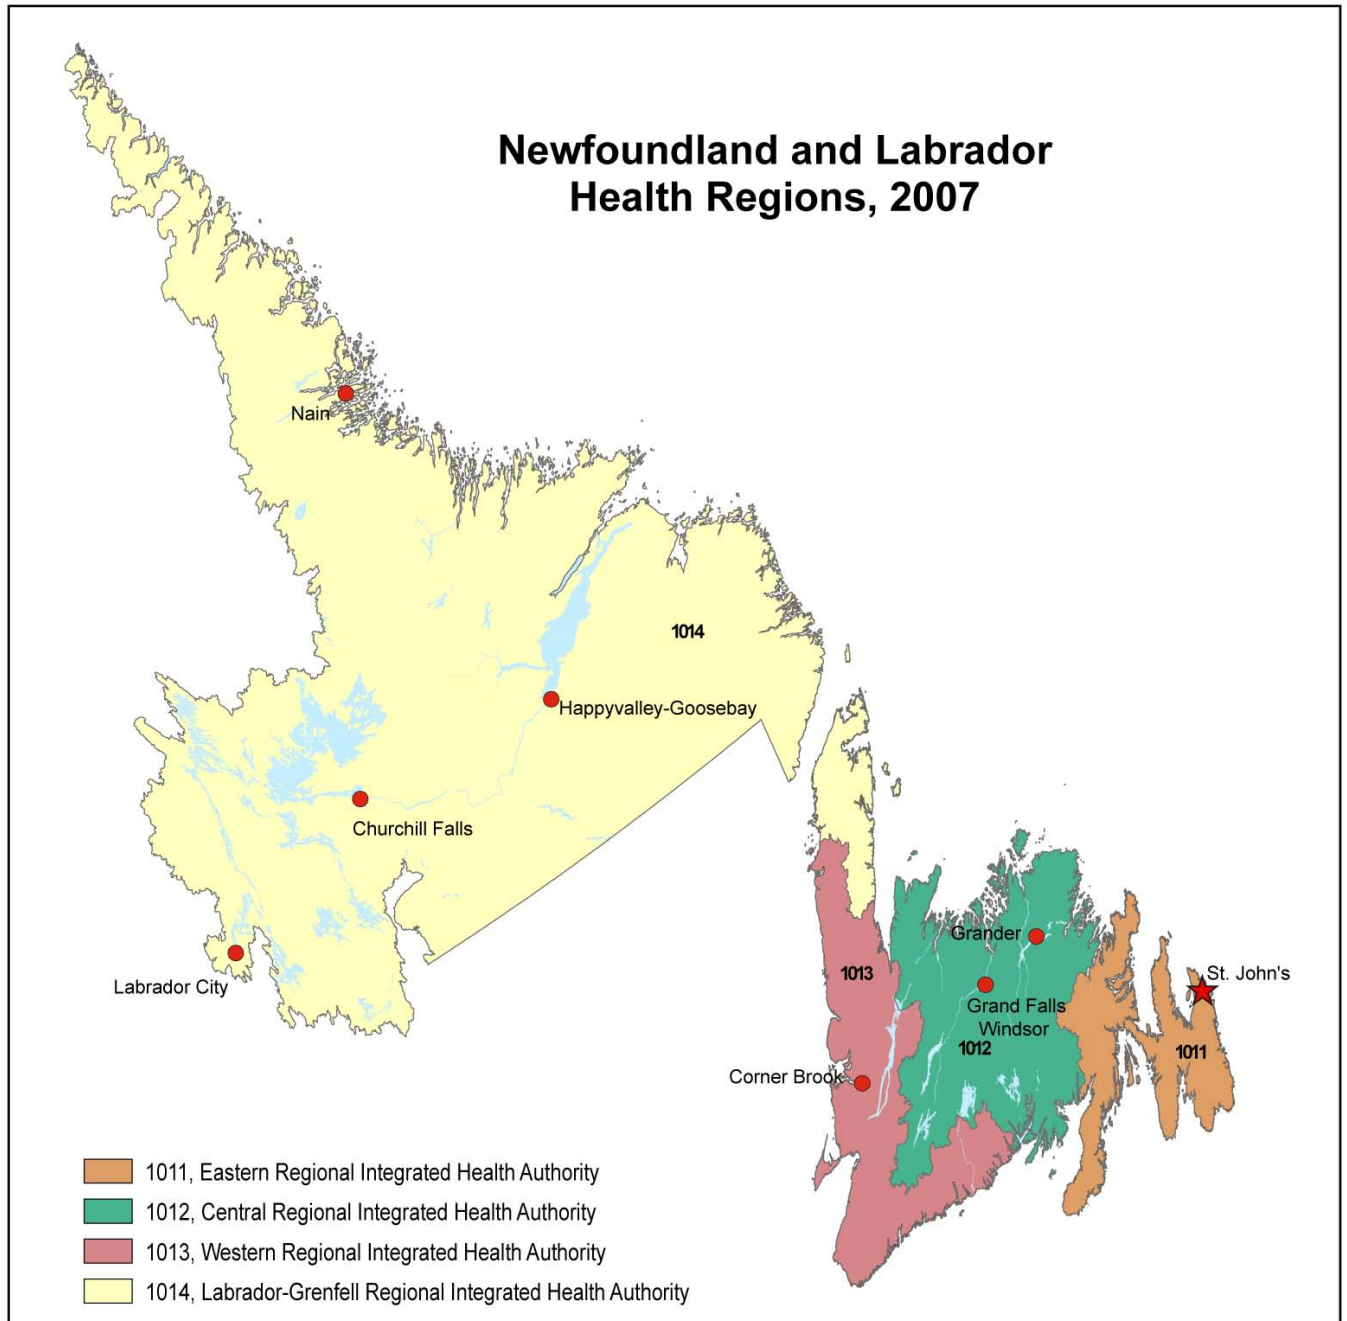 Newfoundland and Labrador
Health Regions, 2007
Nain
1014
Happyvalley-Goosebay
Churchill Falls
Labrador City
Grander
1013
St. John's
Grand Falls
Windsor
1012
1011
Corner Brook
1011, Eastern Regional Integrated Health Authority
1012, Central Regional Integrated Health Authority
1013, Western Regional Integrated Health Authority
1014, Labrador-Grenfell Regional Integrated Health Authority